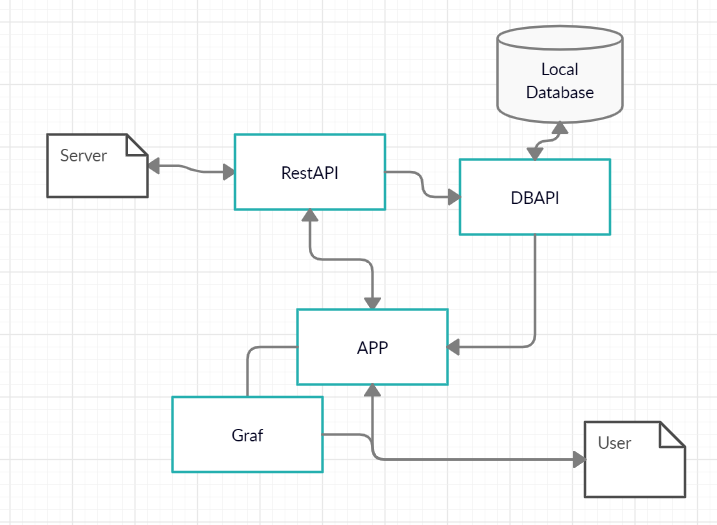 Local
Database
Server
RestAPI
DBAPI
APP
Graf
User